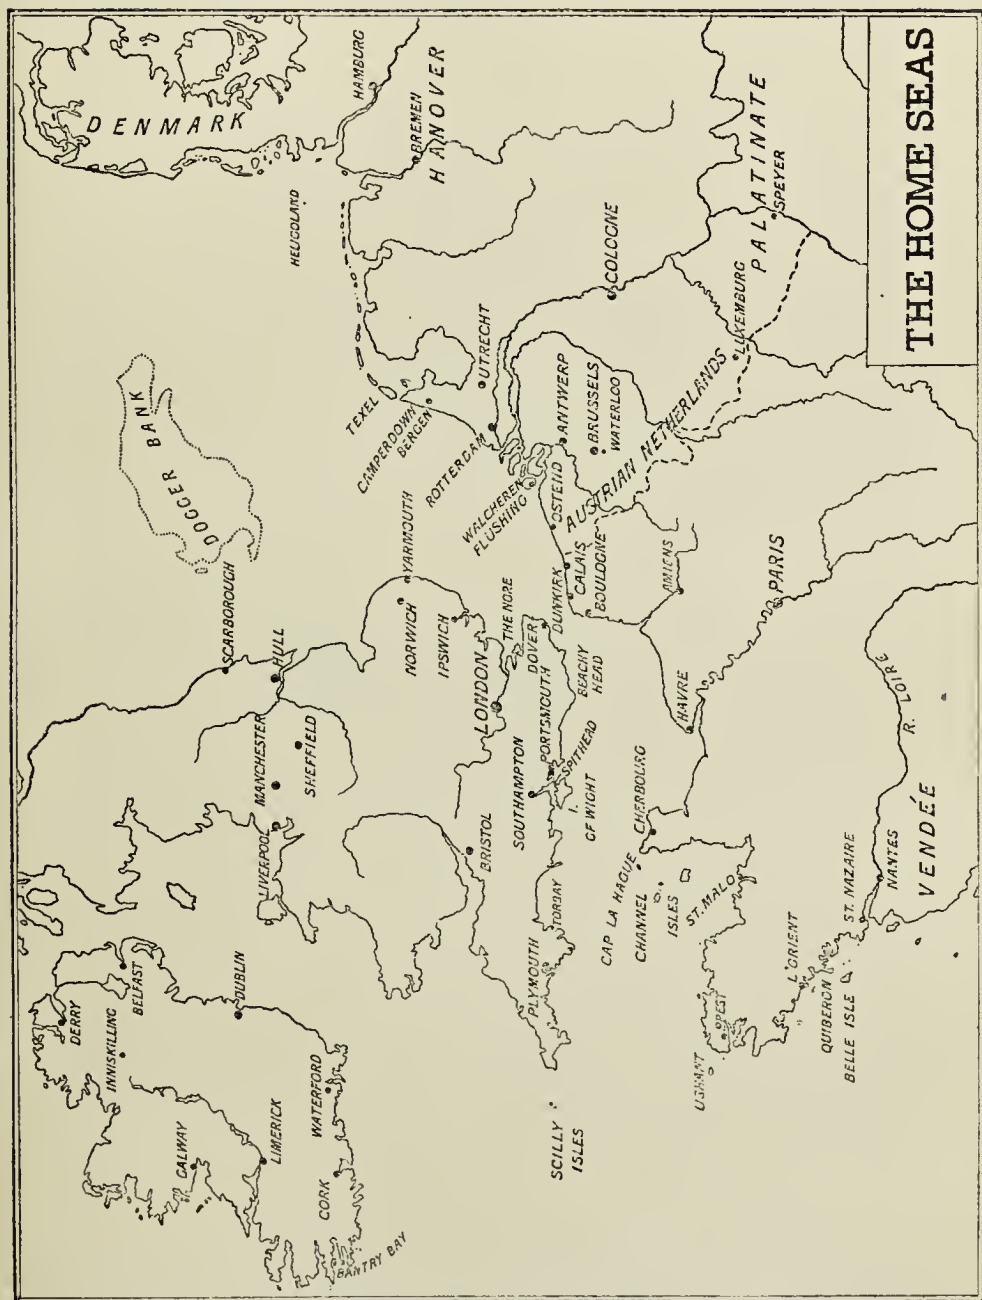 THE HOME SEAS
DENMARK
HAMBURG
BREMEN
HANOVER
HELIGOLAND
PALATINATE
SPEYER
COLOGNE
LUXEMBURG
UTRECHT
TEXEL
CAMPERDOWN
BERGEN
ROTTERDAM
ANTWERP
BRUSSELS
WATERLOO
AUSTRIAN NETHERLANDS
WALCHEREN
FLUSHING
OSTEND
DUNKIRK
CALAIS
BOULOGNE
AMIENS
PARIS
DOGGER BANK
SCARBOROUGH
HULL
YARMOUTH
NORWICH
IPSWICH
THE NORE
LONDON
DOVER
BEACHY
HEAD
MANCHESTER
SHEFFIELD
LIVERPOOL
BRISTOL
SOUTHAMPTON
PORTSMOUTH
SPITHEAD
I.
OF WIGHT
HAVRE
CHERBOURG
CAP LA HAGUE
CHANNEL
ISLES
ST. MALO
R. LOIRE
VENDÉE
NANTES
ST. NAZAIRE
L'ORIENT
QUIBERON
BELLE ISLE
BREST
USHANT
TORBAY
PLYMOUTH
SCILLY
ISLES
DERRY
BELFAST
INNISKILLING
DUBLIN
GALWAY
LIMERICK
WATERFORD
CORK
BANTRY BAY